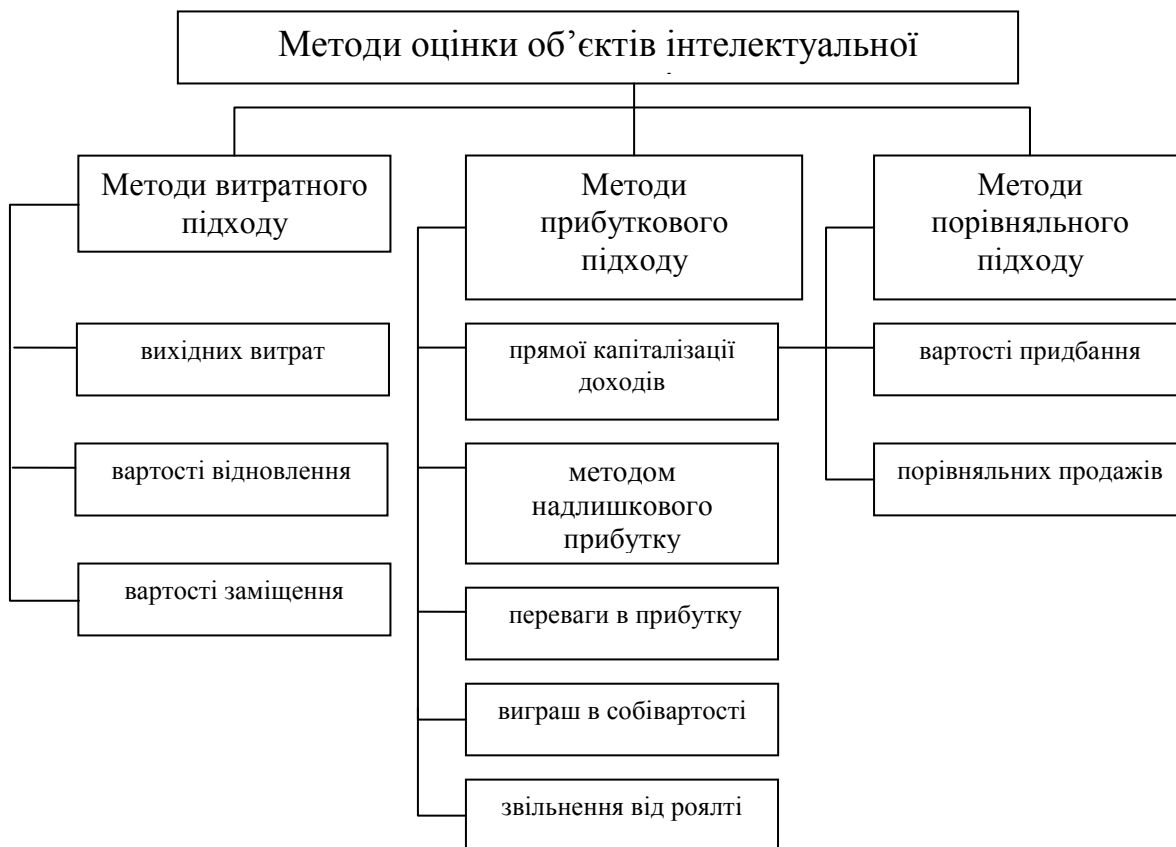 Методи оцінки об’єктів інтелектуальної
Методи витратного
підходу
вихідних витрат
вартості відновлення
вартості заміщення
Методи
прибуткового
підходу
прямої капіталізації
доходів
методом
надлишкового
прибутку
переваги в прибутку
виграш в собівартості
звільнення від роялті
Методи
порівняльного
підходу
вартості придбання
порівняльних продажів